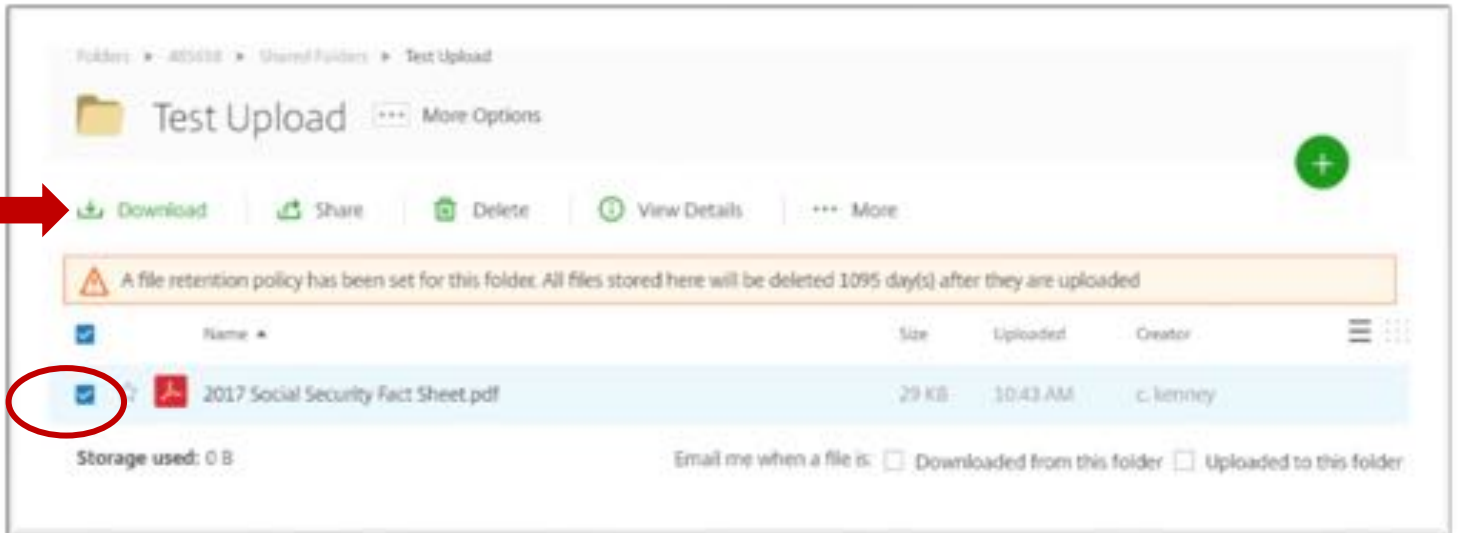 Folders ▸ 485658 ▸ Shared Folders ▸ Test Upload
Test Upload ··· More Options
+
Download Share Delete View Details ··· More
A file retention policy has been set for this folder. All files stored here will be deleted 1095 day(s) after they are uploaded
Name ▲ Size Uploaded Creator
2017 Social Security Fact Sheet.pdf 29 KB 10:43 AM c. kenney
Storage used: 0 B Email me when a file is: Downloaded from this folder Uploaded to this folder